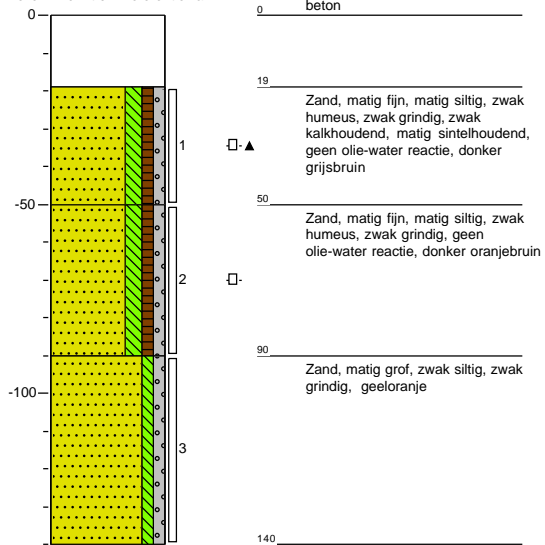 beton
0
0
19
Zand, matig fijn, matig siltig, zwak
humeus, zwak grindig, zwak
kalkhoudend, matig sintelhoudend,
geen olie-water reactie, donker
grijsbruin
1
-50
50
Zand, matig fijn, matig siltig, zwak
humeus, zwak grindig, geen
olie-water reactie, donker oranjebruin
2
90
Zand, matig grof, zwak siltig, zwak
grindig, geeloranje
-100
3
140